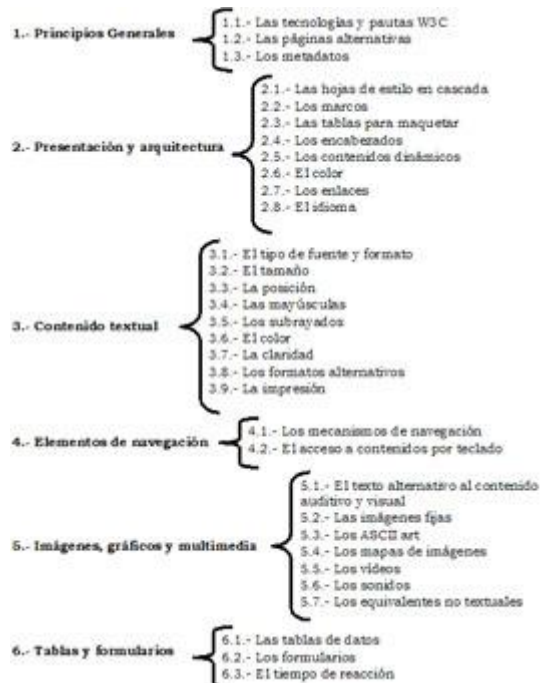 1.- Principios Generales
1.1.- Las tecnologías y pautas W3C
1.2.- Las páginas alternativas
1.3.- Los metadatos
2.- Presentación y arquitectura
2.1.- Las hojas de estilo en cascada
2.2.- Los marcos
2.3.- Las tablas para maquetar
2.4.- Los encabezados
2.5.- Los contenidos dinámicos
2.6.- El color
2.7.- Los enlaces
2.8.- El idioma
3.- Contenido textual
3.1.- El tipo de fuente y formato
3.2.- El tamaño
3.3.- La posición
3.4.- Las mayúsculas
3.5.- Los subrayados
3.6.- El color
3.7.- La claridad
3.8.- Los formatos alternativos
3.9.- La impresión
4.- Elementos de navegación
4.1.- Los mecanismos de navegación
4.2.- El acceso a contenidos por teclado
5.- Imágenes, gráficos y multimedia
5.1.- El texto alternativo al contenido
auditivo y visual
5.2.- Las imágenes fijas
5.3.- Los ASCII art
5.4.- Los mapas de imágenes
5.5.- Los vídeos
5.6.- Los sonidos
5.7.- Los equivalentes no textuales
6.- Tablas y formularios
6.1.- Las tablas de datos
6.2.- Los formularios
6.3.- El tiempo de reacción